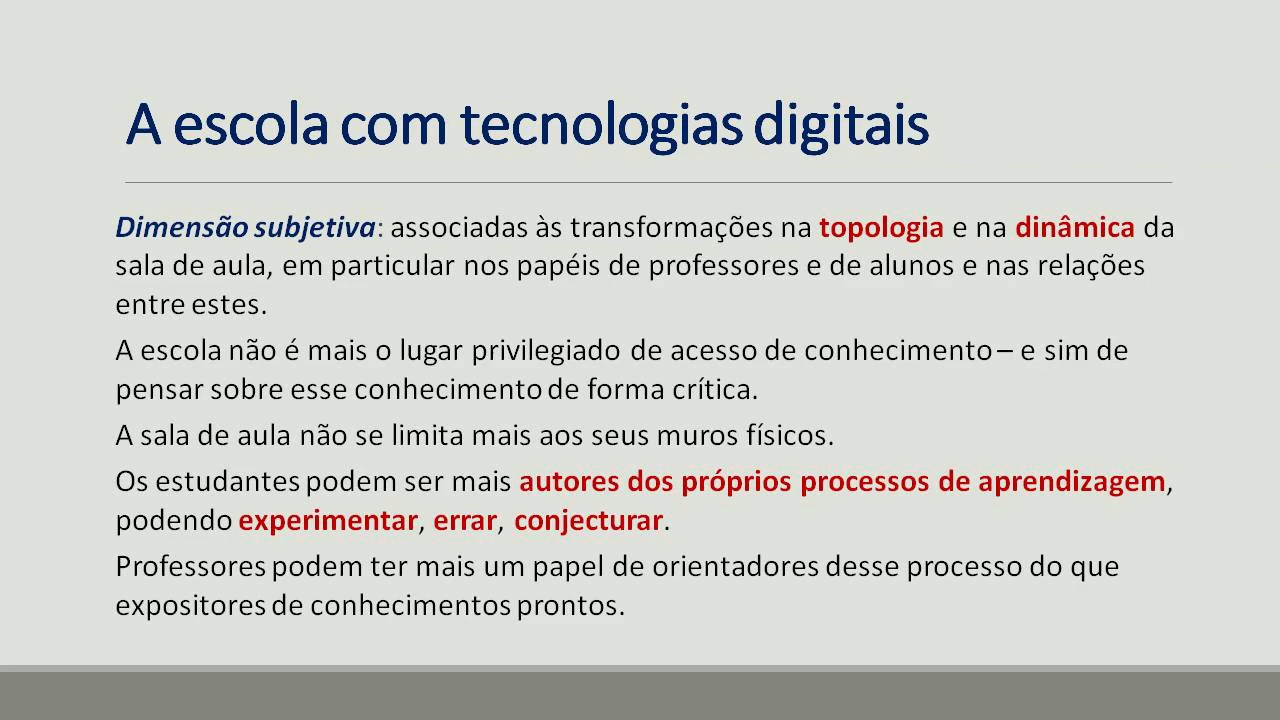 A escola com tecnologias digitais
Dimensão subjetiva: associadas às transformações na topologia e na dinâmica da
sala de aula, em particular nos papéis de professores e de alunos e nas relações
entre estes.
A escola não é mais o lugar privilegiado de acesso de conhecimento – e sim de
pensar sobre esse conhecimento de forma crítica.
A sala de aula não se limita mais aos seus muros físicos.
Os estudantes podem ser mais autores dos próprios processos de aprendizagem,
podendo experimentar, errar, conjecturar.
Professores podem ter mais um papel de orientadores desse processo do que
expositores de conhecimentos prontos.